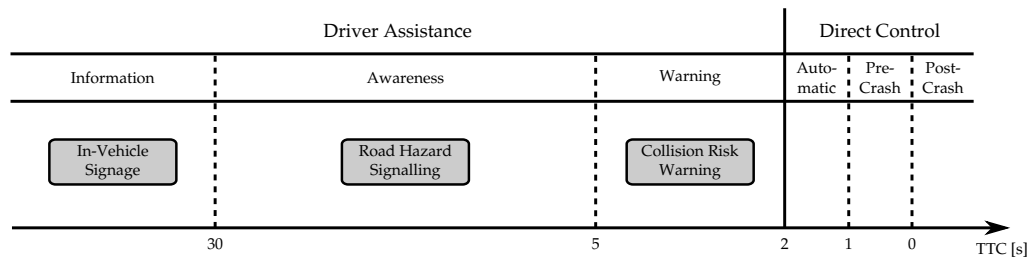 Driver Assistance
Direct Control
Information
Awareness
Warning
Auto-
matic
Pre-
Crash
Post-
Crash
In-Vehicle
Signage
Road Hazard
Signalling
Collision Risk
Warning
30
5
2
1
0
TTC [s]